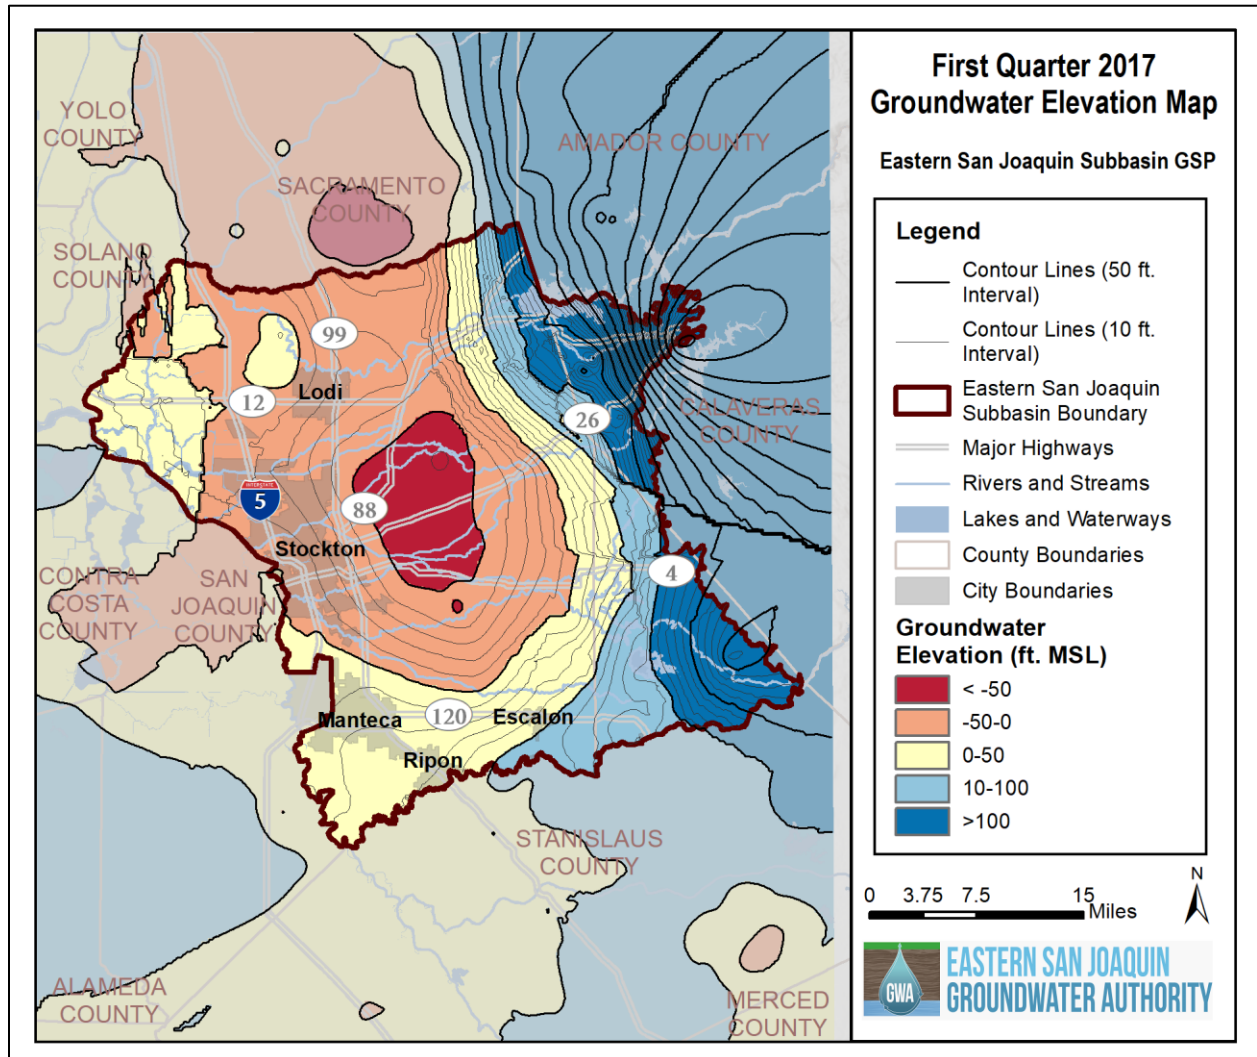 First Quarter 2017
Groundwater Elevation Map
Eastern San Joaquin Subbasin GSP
Legend
Contour Lines (50 ft.
Interval)
Contour Lines (10 ft.
Interval)
Eastern San Joaquin
Subbasin Boundary
Major Highways
Rivers and Streams
Lakes and Waterways
County Boundaries
City Boundaries
Groundwater
Elevation (ft. MSL)
< -50
-50-0
0-50
10-100
>100
N
0 3.75 7.5 15
Miles
GWA
EASTERN SAN JOAQUIN
GROUNDWATER AUTHORITY
YOLO
COUNTY
AMADOR COUNTY
SACRAMENTO
COUNTY
SOLANO
COUNTY
99
Lodi
12
26
CALAVERAS
COUNTY
INTERSTATE
5
88
Stockton
4
CONTRA
COSTA
COUNTY
SAN
JOAQUIN
COUNTY
Manteca
120
Escalon
Ripon
STANISLAUS
COUNTY
ALAMEDA
COUNTY
MERCED
COUNTY